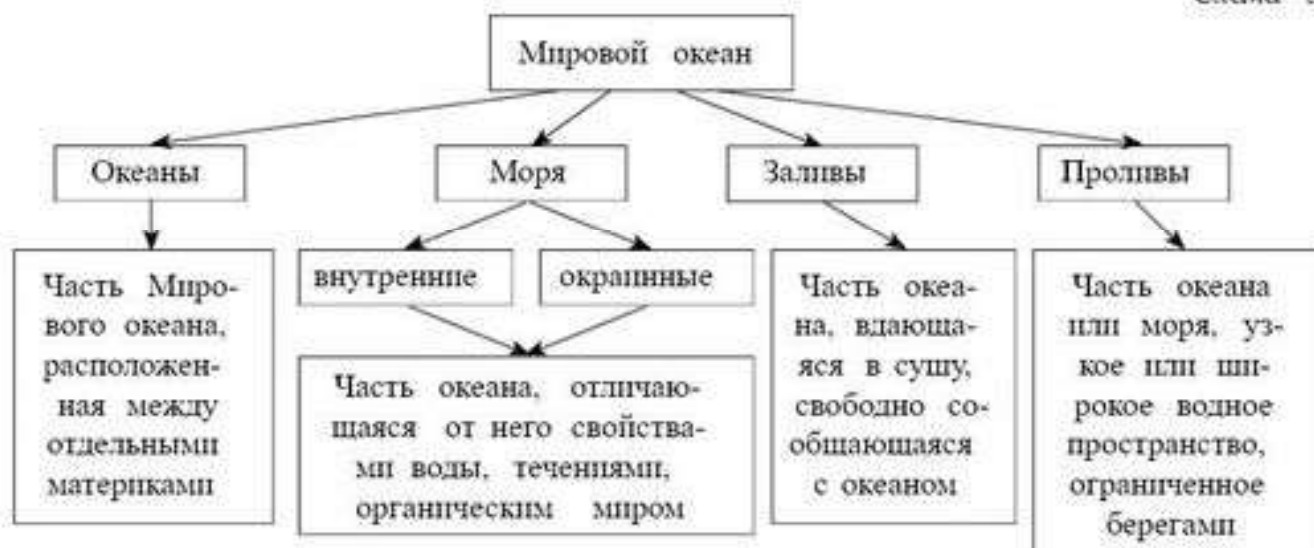 Мировой океан
Океаны
Моря
Заливы
Проливы
внутренние
окраинные
Часть Миро-
вого океана,
расположен-
ная между
отдельными
материками
Часть океана, отличаю-
щаяся от него свойства-
ми воды, течениями,
органическим миром
Часть океа-
на, вдающа-
яся в сушу,
свободно со-
общающаяся
с океаном
Часть океана
или моря, уз-
кое или ши-
рокое водное
пространство,
ограниченное
берегами